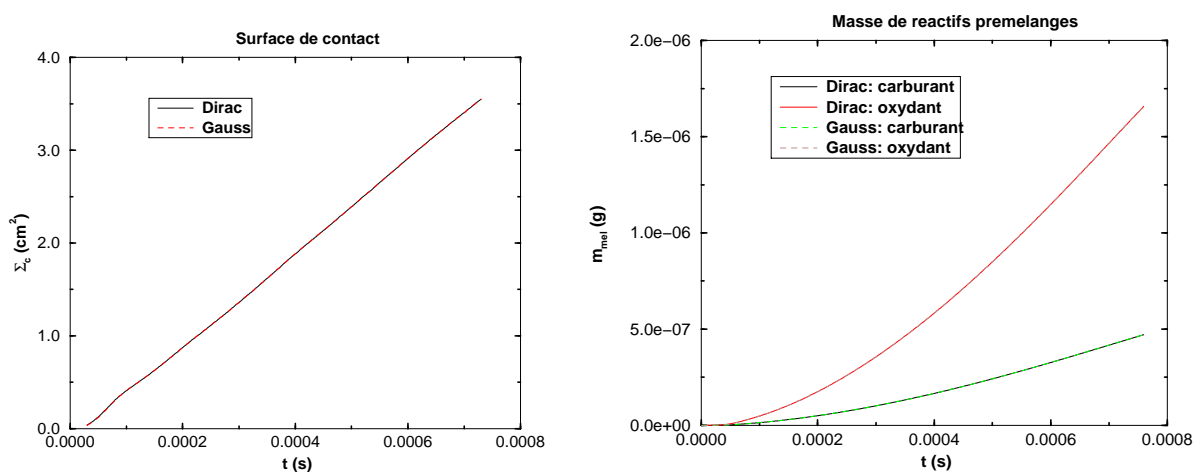 Surface de contact
4.0
3.0
2.0
1.0
0.0
0.0000 0.0002 0.0004 0.0006 0.0008
Σc (cm²)
t (s)
Dirac
Gauss
Masse de reactifs premelanges
2.0e−06
1.5e−06
1.0e−06
5.0e−07
0.0e+00
0.0000 0.0002 0.0004 0.0006 0.0008
mmel (g)
t (s)
Dirac: carburant
Dirac: oxydant
Gauss: carburant
Gauss: oxydant